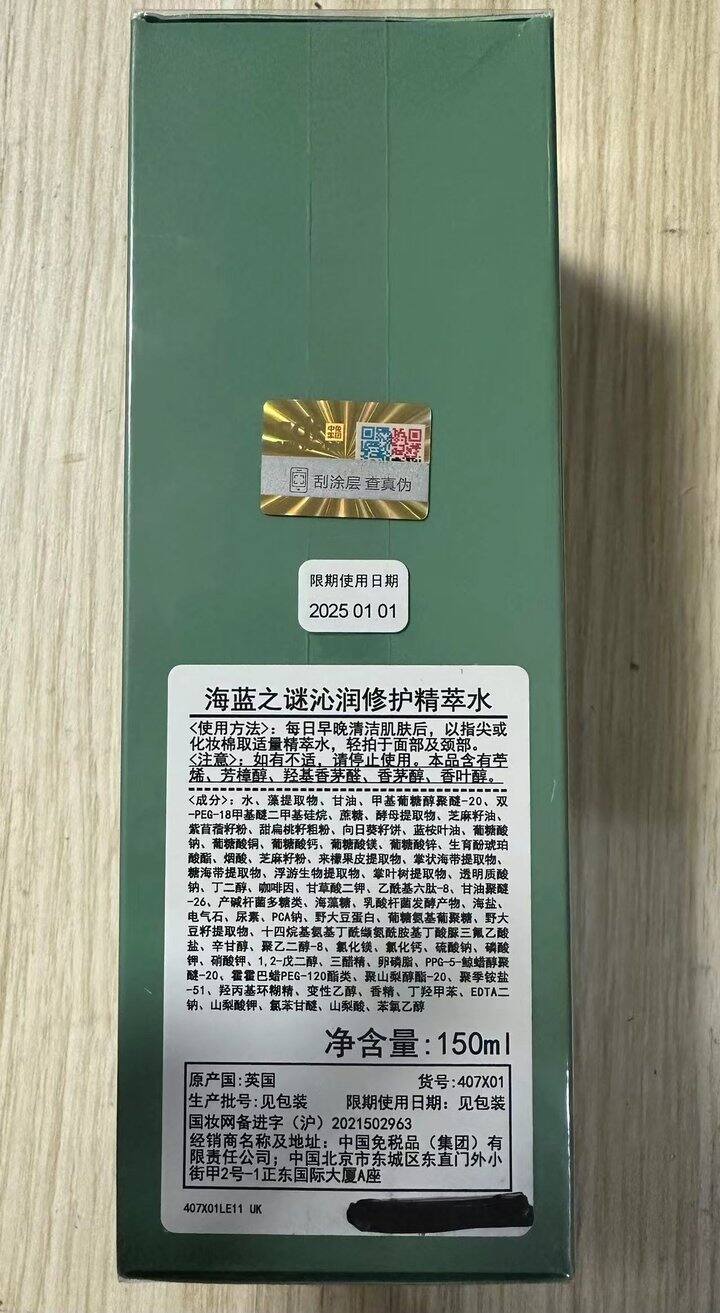 中免
集团
刮涂层 查真伪
限期使用日期
2025 01 01
海蓝之谜沁润修护精萃水
<使用方法>：每日早晚清洁肌肤后，以指尖或
化妆棉取适量精萃水，轻拍于面部及颈部。
<注意>：如有不适，请停止使用。本品含有苧
烯、芳樟醇、羟基香茅醛、香茅醇、香叶醇。
<成分>：水、藻提取物、甘油、甲基葡糖醇聚醚-20、双
-PEG-18甲基醚二甲基硅烷、蔗糖、酵母提取物、芝麻籽油、
紫苜蓿籽粉、甜扁桃籽粗粉、向日葵籽饼、蓝桉叶油、葡糖酸
钠、葡糖酸铜、葡糖酸钙、葡糖酸镁、葡糖酸锌、生育酚琥珀
酸酯、烟酸、芝麻籽粉、来檬果皮提取物、掌状海带提取物、
糖海带提取物、浮游生物提取物、掌叶树提取物、透明质酸
钠、丁二醇、咖啡因、甘草酸二钾、乙酰基六肽-8、甘油聚醚
-26、产碱杆菌多糖类、海藻糖、乳酸杆菌发酵产物、海盐、
电气石、尿素、PCA钠、野大豆蛋白、葡糖氨基葡聚糖、野大
豆籽提取物、十四烷基氨基丁酰缬氨酰胺基丁酸脲三氟乙酸
盐、辛甘醇、聚乙二醇-8、氯化镁、氯化钙、硫酸钠、磷酸
钾、硝酸钾、1,2-戊二醇、三醋精、卵磷脂、PPG-5-鲸蜡醇聚
醚-20、霍霍巴蜡PEG-120酯类、聚山梨醇酯-20、聚季铵盐
-51、羟丙基环糊精、变性乙醇、香精、丁羟甲苯、EDTA二
钠、山梨酸钾、氯苯甘醚、山梨酸、苯氧乙醇
净含量:150ml
原产国:英国 货号:407X01
生产批号:见包装 限期使用日期：见包装
国妆网备进字（沪）2021502963
经销商名称及地址：中国免税品（集团）有
限责任公司；中国北京市东城区东直门外小
街甲2号-1正东国际大厦A座
407X01LE11 UK